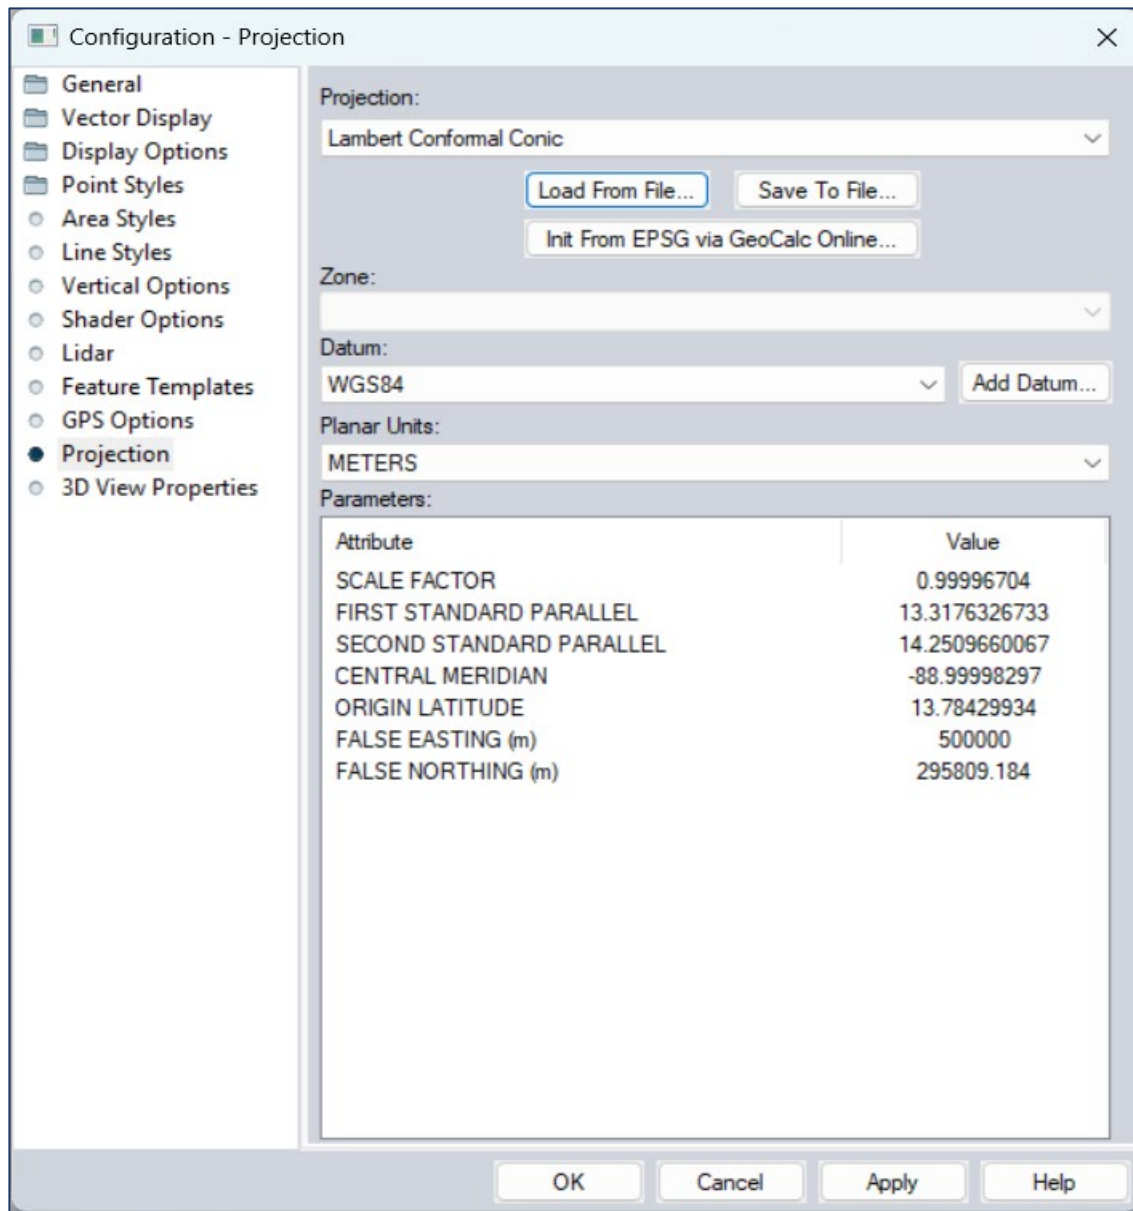 Configuration - Projection
General
Vector Display
Display Options
Point Styles
Area Styles
Line Styles
Vertical Options
Shader Options
Lidar
Feature Templates
GPS Options
Projection
3D View Properties
Projection:
Lambert Conformal Conic
Load From File... Save To File...
Init From EPSG via GeoCalc Online...
Zone:
Datum:
WGS84 Add Datum...
Planar Units:
METERS
Parameters:
Attribute Value
SCALE FACTOR 0.99996704
FIRST STANDARD PARALLEL 13.3176326733
SECOND STANDARD PARALLEL 14.2509660067
CENTRAL MERIDIAN -88.99998297
ORIGIN LATITUDE 13.78429934
FALSE EASTING (m) 500000
FALSE NORTHING (m) 295809.184
OK Cancel Apply Help